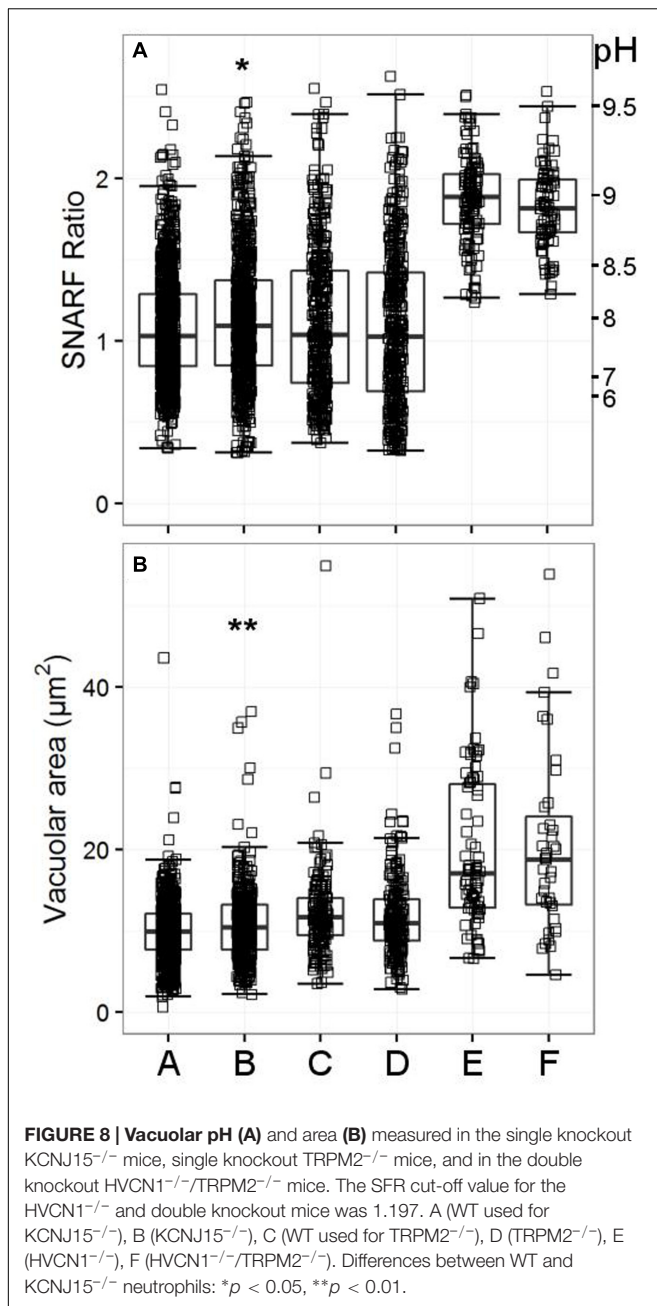 A
*
pH
SNARF Ratio
2
1
0
9.5
9
8.5
8
7
6
B
**
Vacuolar area (µm²)
40
20
0
A B C D E F
FIGURE 8 | Vacuolar pH (A) and area (B) measured in the single knockout
KCNJ15⁻/⁻ mice, single knockout TRPM2⁻/⁻ mice, and in the double
knockout HVCN1⁻/⁻/TRPM2⁻/⁻ mice. The SFR cut-off value for the
HVCN1⁻/⁻ and double knockout mice was 1.197. A (WT used for
KCNJ15⁻/⁻), B (KCNJ15⁻/⁻), C (WT used for TRPM2⁻/⁻), D (TRPM2⁻/⁻), E
(HVCN1⁻/⁻), F (HVCN1⁻/⁻/TRPM2⁻/⁻). Differences between WT and
KCNJ15⁻/⁻ neutrophils: *p < 0.05, **p < 0.01.